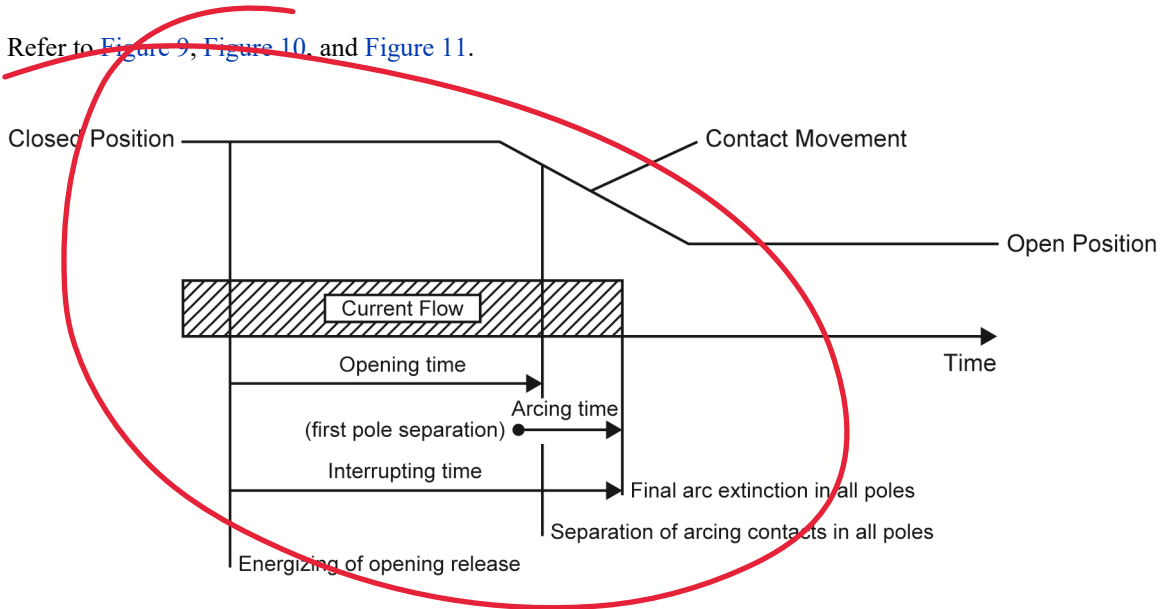 Refer to Figure 9, Figure 10, and Figure 11.
Closed Position
Contact Movement
Open Position
Current Flow
Time
Opening time
Arcing time
(first pole separation)
Interrupting time
Final arc extinction in all poles
Separation of arcing contacts in all poles
Energizing of opening release